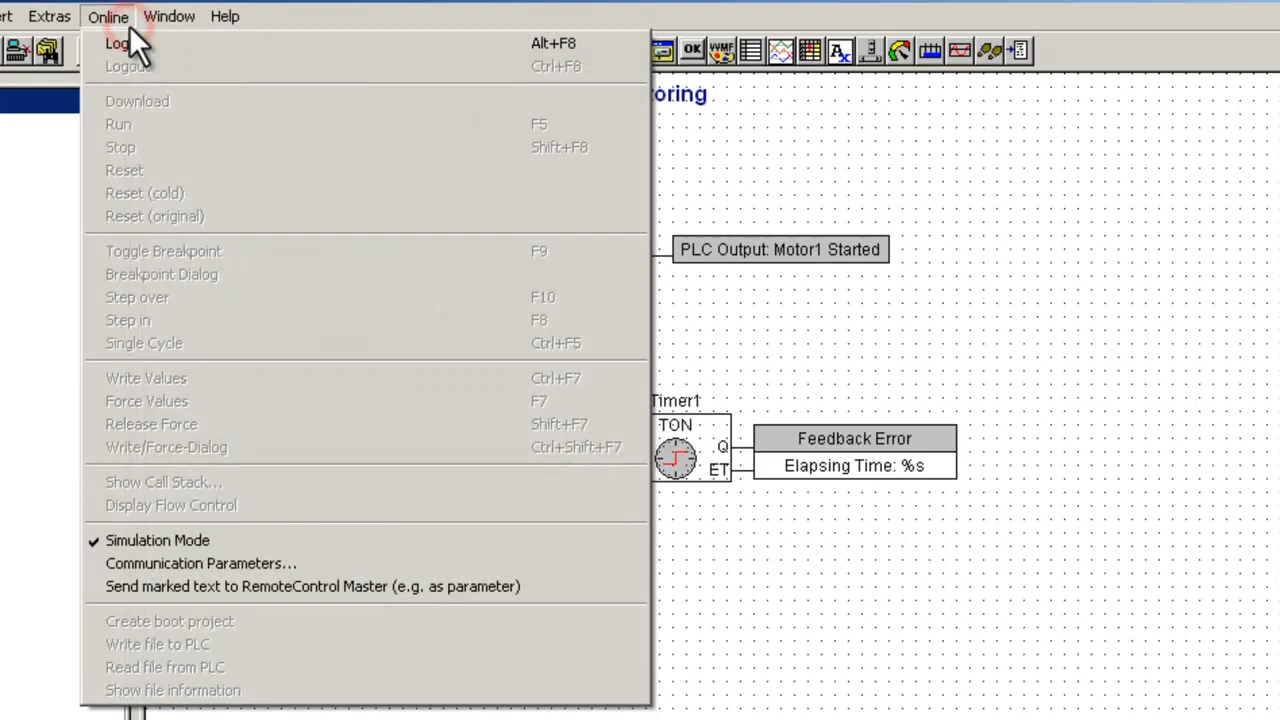 Extras Online Window Help
OK
Alt+F8
Logout Ctrl+F8
Download
Run F5
Stop Shift+F8
Reset
Reset (cold)
Reset (original)
Toggle Breakpoint F9
Breakpoint Dialog
Step over F10
Step in F8
Single Cycle Ctrl+F5
Write Values Ctrl+F7
Force Values F7
Release Force Shift+F7
Write/Force-Dialog Ctrl+Shift+F7
Show Call Stack...
Display Flow Control
Simulation Mode
Communication Parameters...
Send marked text to RemoteControl Master (e.g. as parameter)
Create boot project
Write file to PLC
Read file from PLC
Show file information
oring
PLC Output: Motor1 Started
Timer1
TON
Q
ET
Feedback Error
Elapsing Time: %s